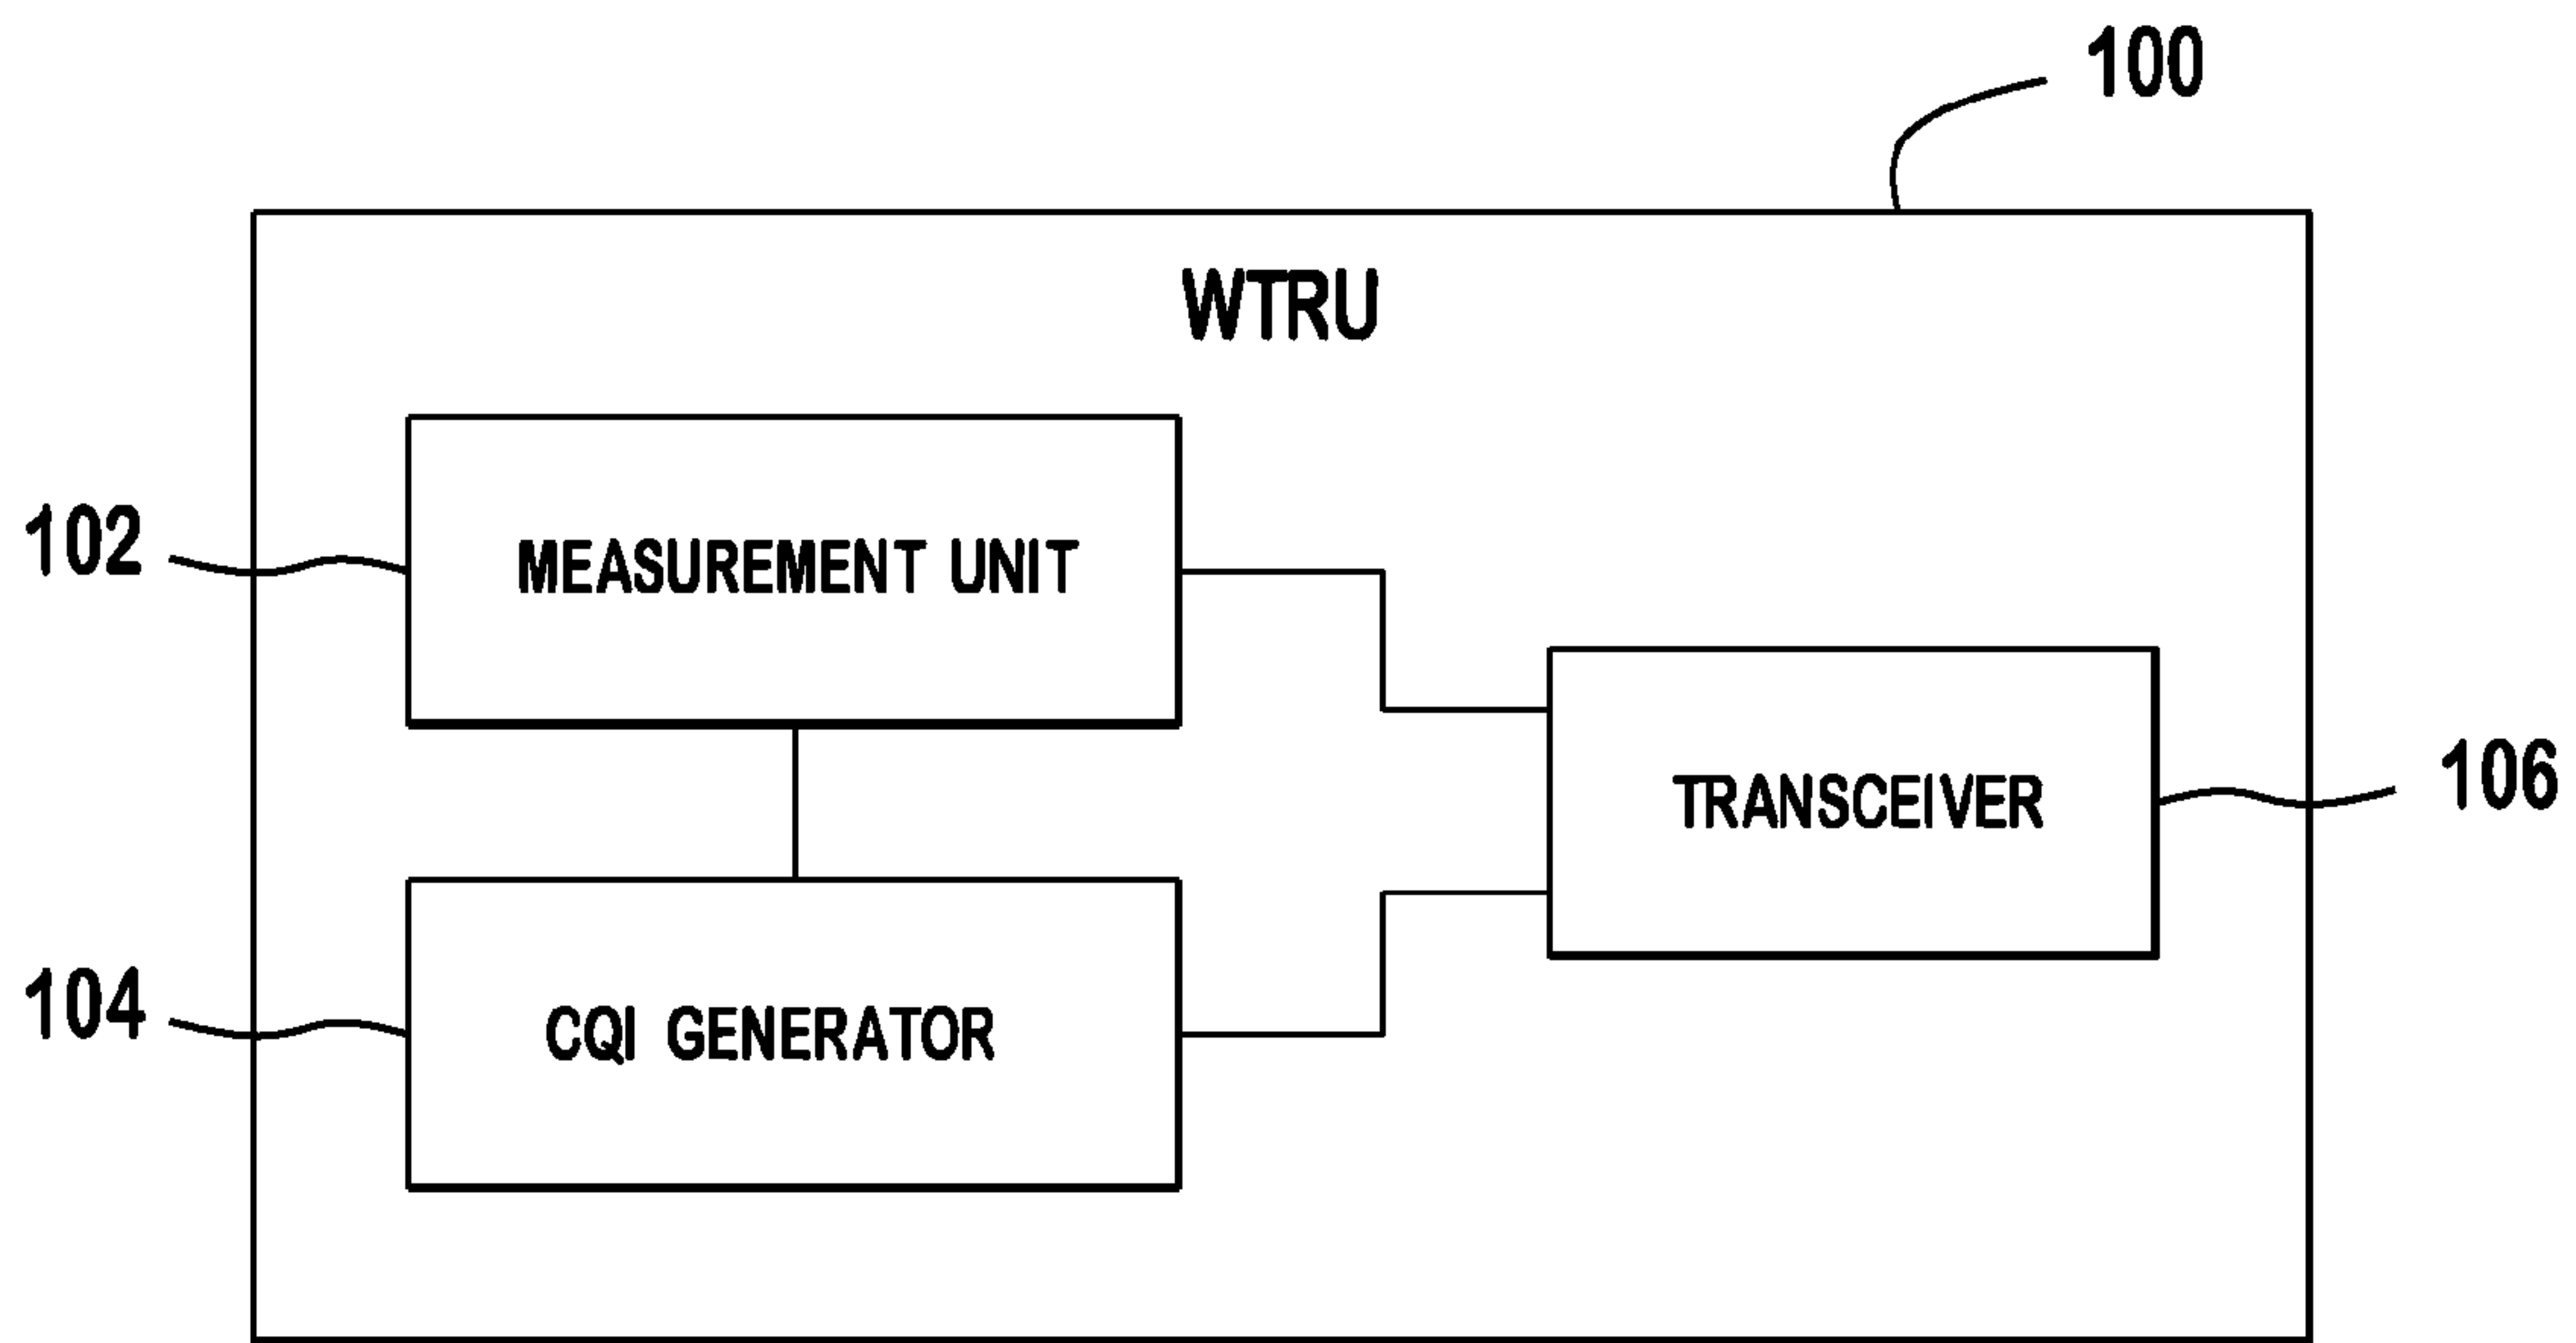 100
WTRU
102
MEASUREMENT UNIT
TRANSCEIVER
106
104
CQI GENERATOR